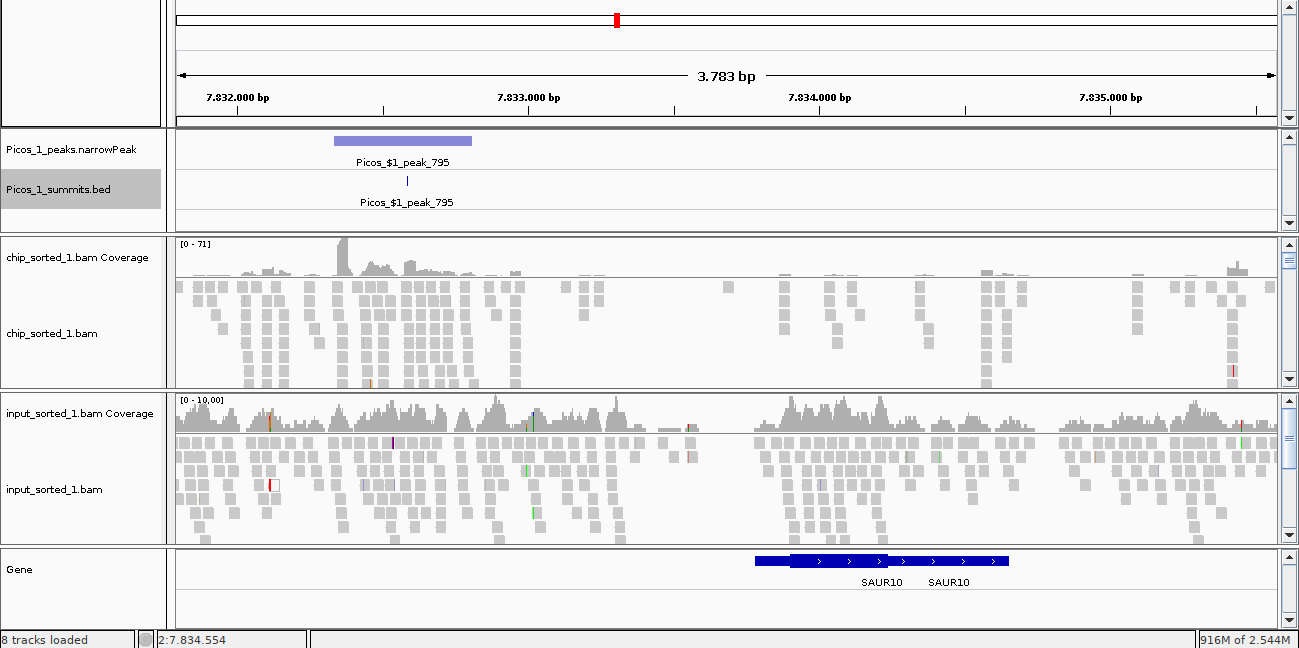 3.783 bp
7.832.000 bp 7.833.000 bp 7.834.000 bp 7.835.000 bp
Picos_1_peaks.narrowPeak
Picos_$1_peak_795
Picos_1_summits.bed
Picos_$1_peak_795
[0 - 71]
chip_sorted_1.bam Coverage
chip_sorted_1.bam
[0 - 10,00]
input_sorted_1.bam Coverage
input_sorted_1.bam
Gene
SAUR10 SAUR10
8 tracks loaded 2:7.834.554 916M of 2.544M